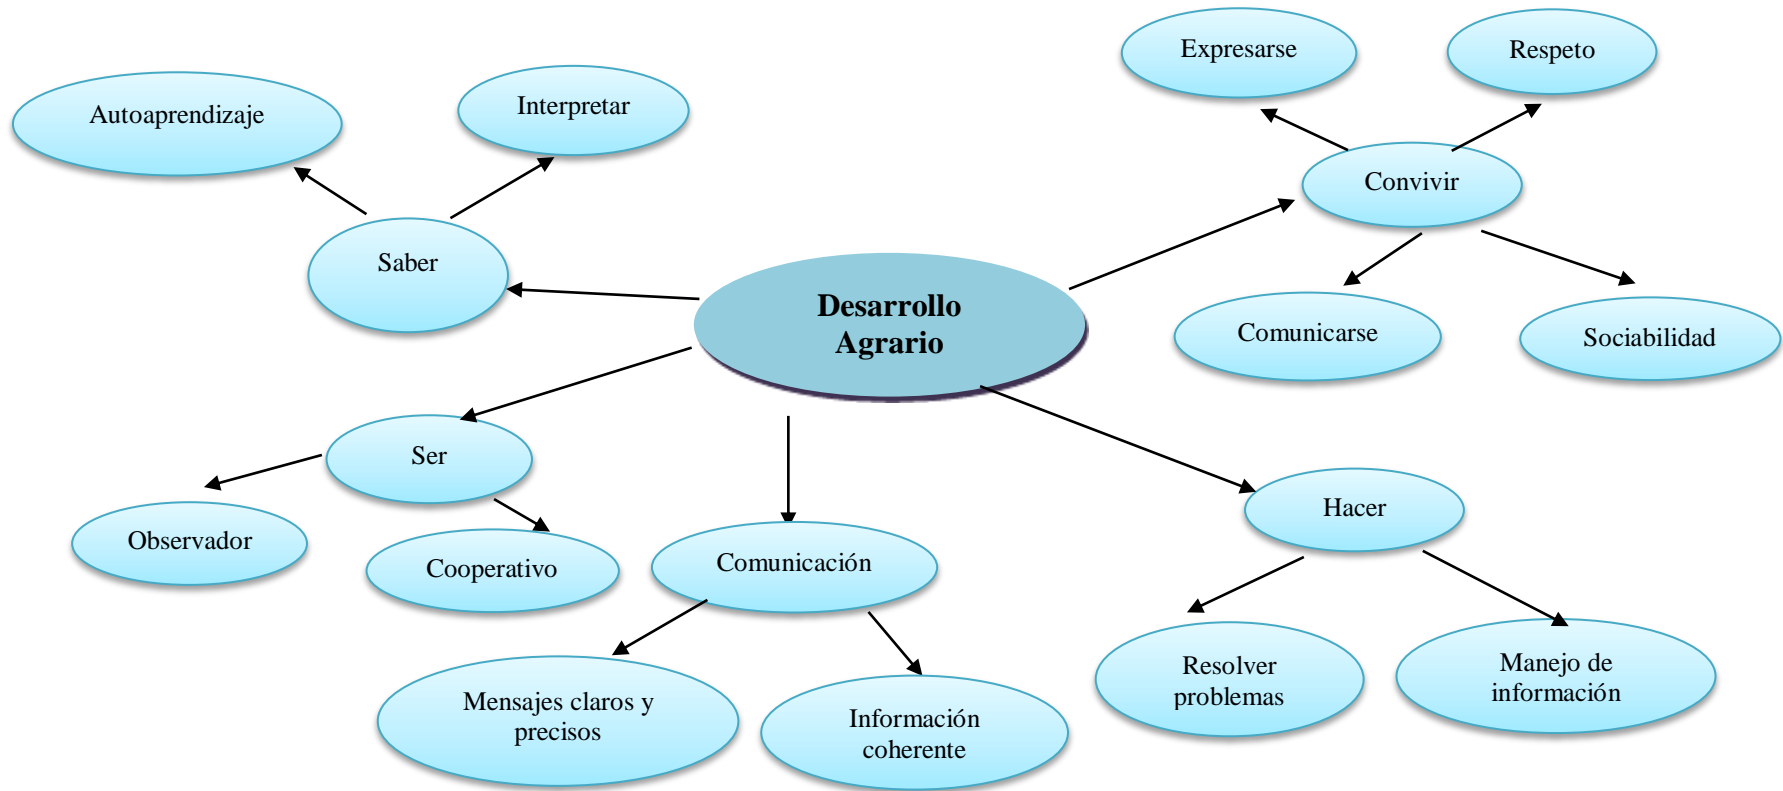 Expresarse
Respeto
Autoaprendizaje
Interpretar
Convivir
Saber
Desarrollo
Agrario
Comunicarse
Sociabilidad
Ser
Hacer
Observador
Cooperativo
Comunicación
Resolver
problemas
Manejo de
información
Mensajes claros y
precisos
Información
coherente